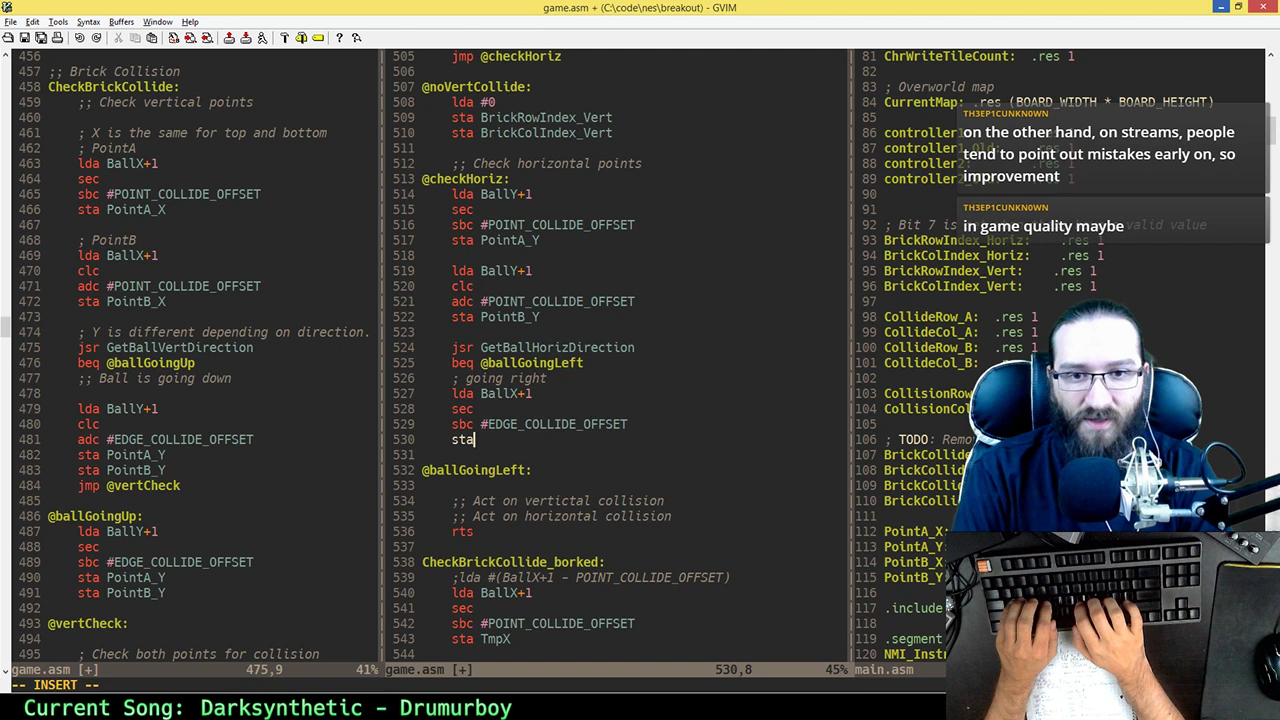 game.asm + (C:\code\nes\breakout) - GVIM
File Edit Tools Syntax Buffers Window Help
456
457 ;; Brick Collision
458 CheckBrickCollide:
459 ;; Check vertical points
460
461 ; X is the same for top and bottom
462 ; PointA
463 lda BallX+1
464 sec
465 sbc #POINT_COLLIDE_OFFSET
466 sta PointA_X
467
468 ; PointB
469 lda BallX+1
470 clc
471 adc #POINT_COLLIDE_OFFSET
472 sta PointB_X
473
474 ; Y is different depending on direction.
475 jsr GetBallVertDirection
476 beq @ballGoingUp
477 ;; Ball is going down
478
479 lda BallY+1
480 clc
481 adc #EDGE_COLLIDE_OFFSET
482 sta PointA_Y
483 sta PointB_Y
484 jmp @vertCheck
485
486 @ballGoingUp:
487 lda BallY+1
488 sec
489 sbc #EDGE_COLLIDE_OFFSET
490 sta PointA_Y
491 sta PointB_Y
492
493 @vertCheck:
494
495 ; Check both points for collision
game.asm [+] 475,9 41%
505 jmp @checkHoriz
506
507 @noVertCollide:
508 lda #0
509 sta BrickRowIndex_Vert
510 sta BrickColIndex_Vert
511
512 ;; Check horizontal points
513 @checkHoriz:
514 lda BallY+1
515 sec
516 sbc #POINT_COLLIDE_OFFSET
517 sta PointA_Y
518
519 lda BallY+1
520 clc
521 adc #POINT_COLLIDE_OFFSET
522 sta PointB_Y
523
524 jsr GetBallHorizDirection
525 beq @ballGoingLeft
526 ; going right
527 lda BallX+1
528 sec
529 sbc #EDGE_COLLIDE_OFFSET
530 sta
531
532 @ballGoingLeft:
533
534 ;; Act on vertictal collision
535 ;; Act on horizontal collision
536 rts
537
538 CheckBrickCollide_borked:
539 ;lda #(BallX+1 - POINT_COLLIDE_OFFSET)
540 lda BallX+1
541 sec
542 sbc #POINT_COLLIDE_OFFSET
543 sta TmpX
544
game.asm [+] 530,8 45%
81 ChrWriteTileCount: .res 1
82
83 ; Overworld map
84 CurrentMap: .res (BOARD_WIDTH * BOARD_HEIGHT)
85
86 controller1
87 controller1_Old:
88 controller2:
89 controller2
90
91
92 ; Bit 7 is valid value
93 BrickRowIndex_Horiz: .res 1
94 BrickColIndex_Horiz: .res 1
95 BrickRowIndex_Vert: .res 1
96 BrickColIndex_Vert: .res 1
97
98 CollideRow_A: .res 1
99 CollideCol_A: .res 1
100 CollideRow_B: .res 1
101 CollideCol_B: .res 1
102
103 CollisionRow
104 CollisionCol
105
106 ; TODO: Remo
107 BrickCollid
108 BrickCollid
109 BrickCollid
110 BrickCollid
111
112 PointA_X:
113 PointA_Y:
114 PointB_X:
115 PointB_Y:
116
117 .include
118
119 .segment
120 NMI_Inst
main.asm
TH3EP1CUNKN0WN
on the other hand, on streams, people
tend to point out mistakes early on, so
improvement
TH3EP1CUNKN0WN
in game quality maybe
-- INSERT --
Current Song: Darksynthetic - Drumurboy